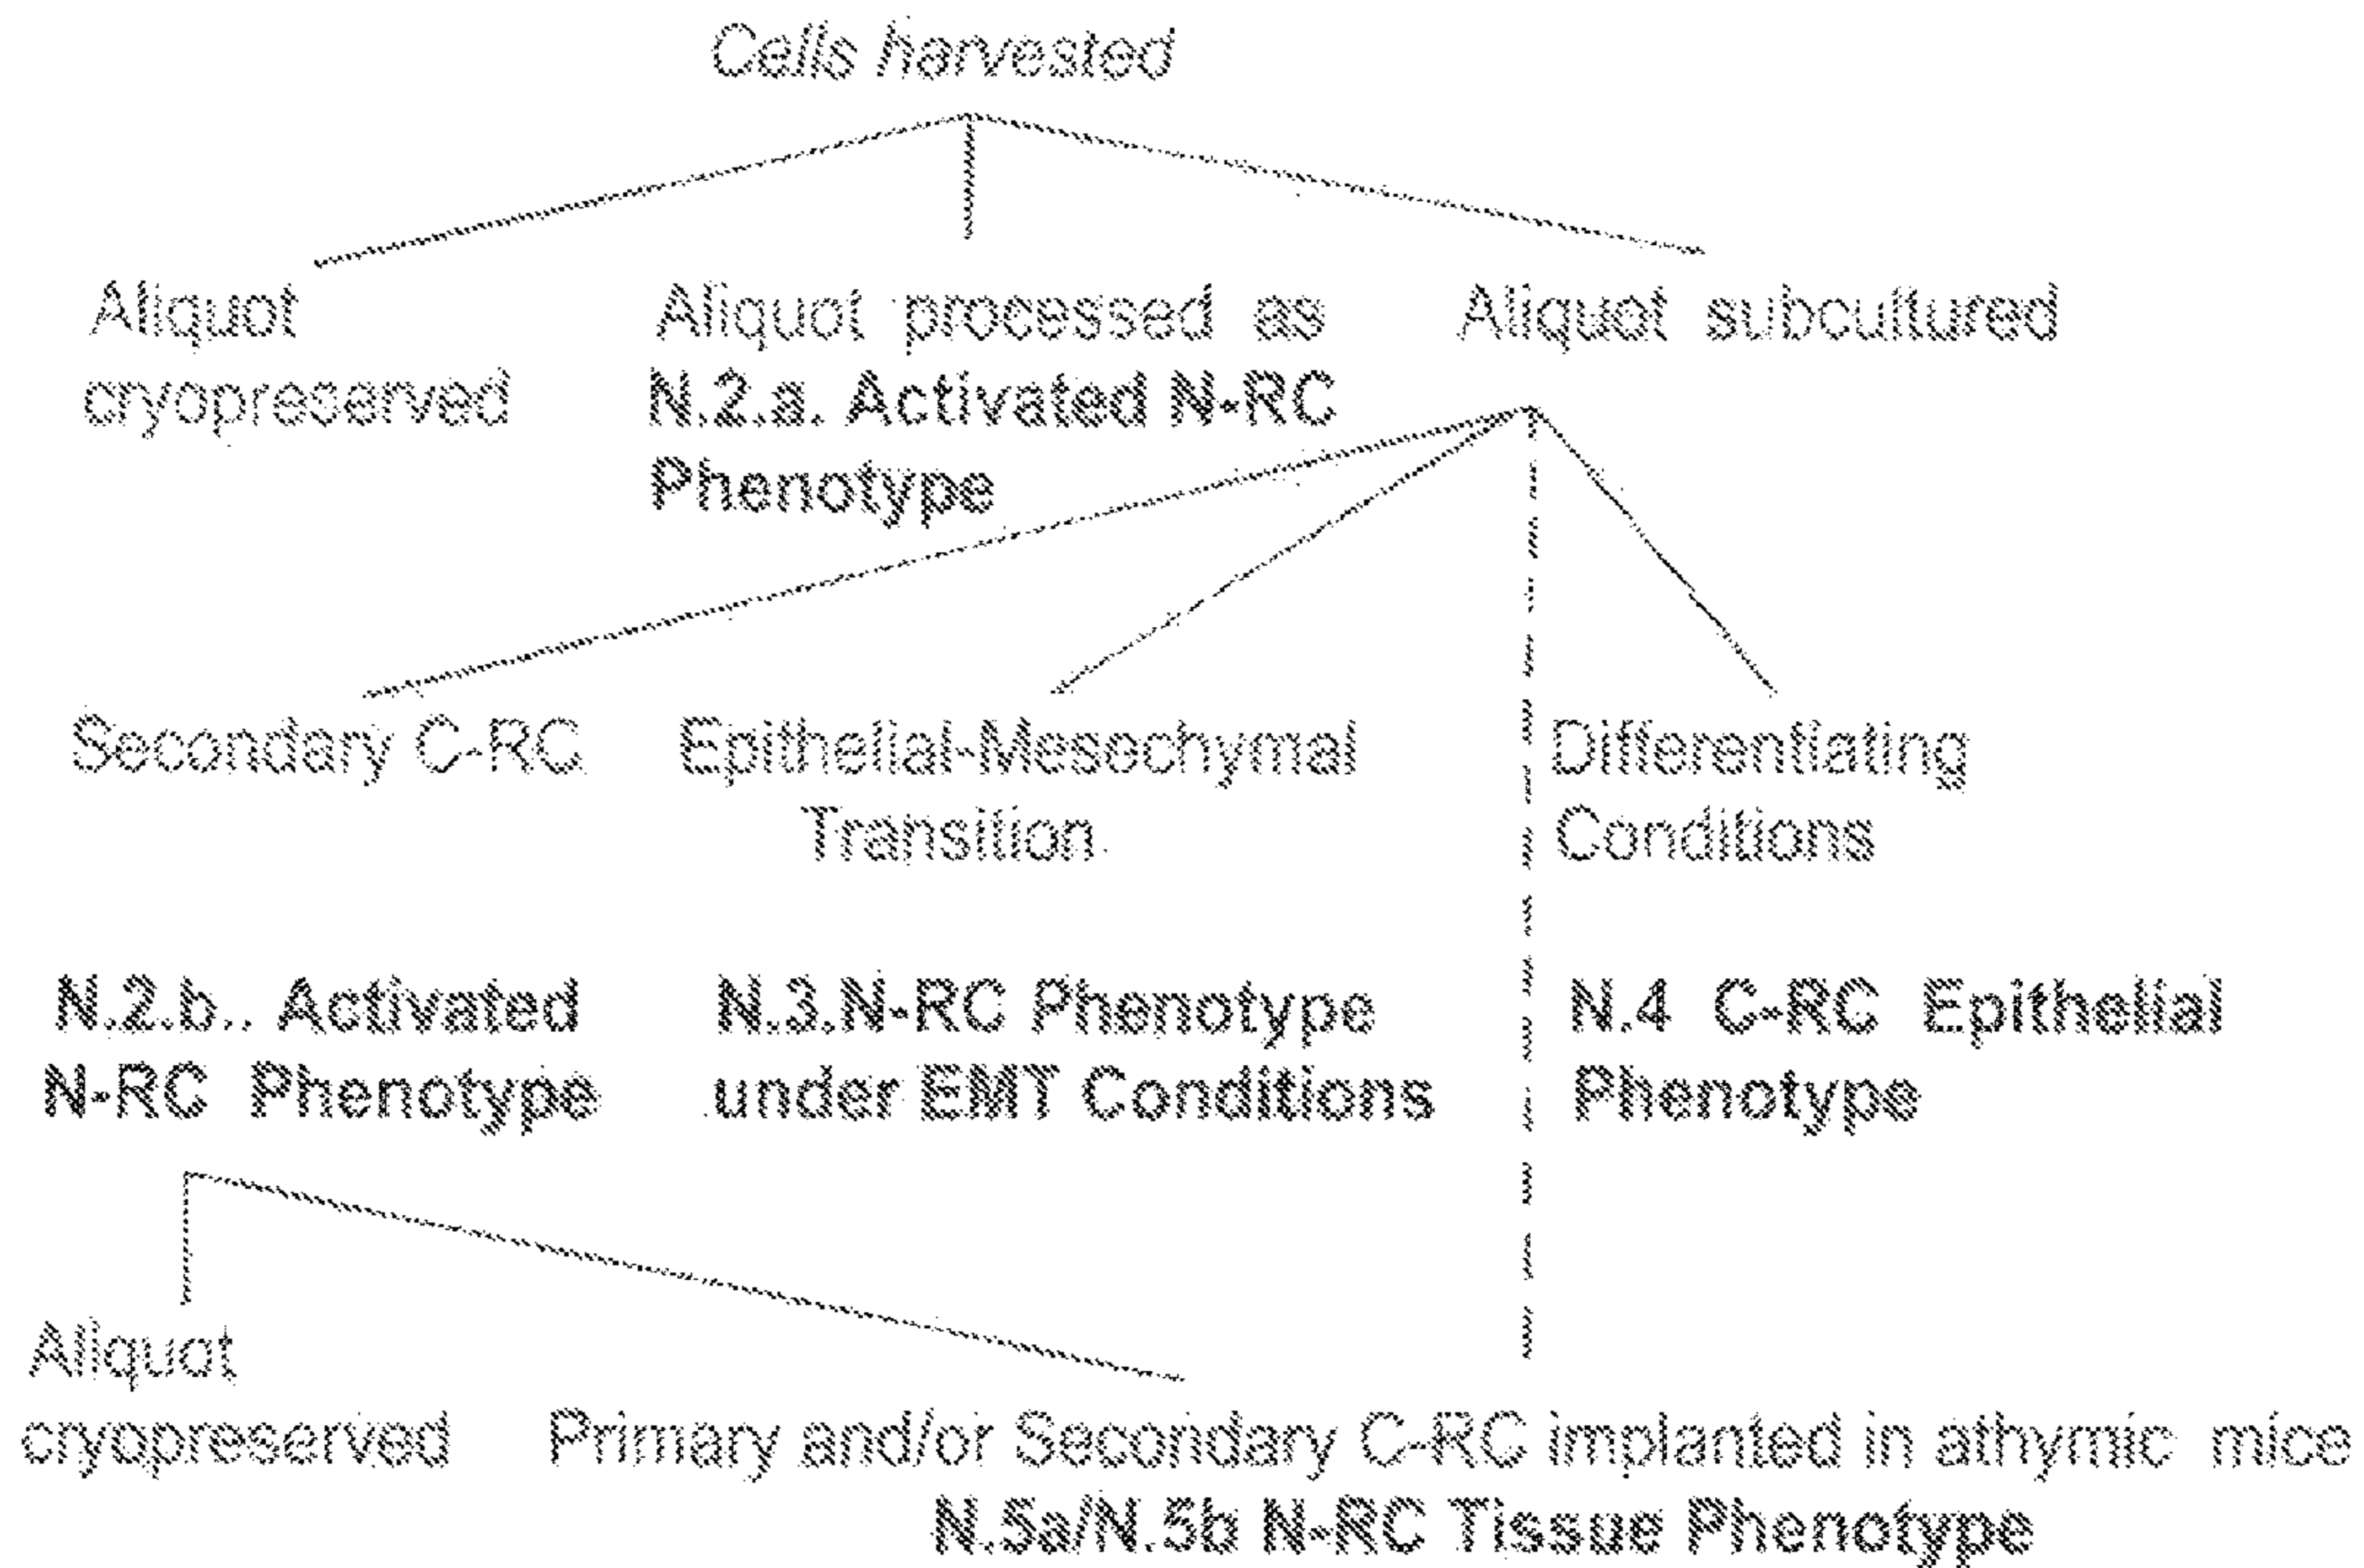 Cells harvested
Aliquot
cryopreserved
Aliquot processed as
N.2.a. Activated N-RC
Phenotype
Aliquot subcultured
Secondary C-RC
Epithelial-Mesechymal
Transition
Differentiating
Conditions
N.2.b.. Activated
N-RC Phenotype
N.3.N-RC Phenotype
under EMT Conditions
N.4 C-RC Epithelial
Phenotype
Aliquot
cryopreserved
Primary and/or Secondary C-RC implanted in athymic mice
N.5a/N.5b N-RC Tissue Phenotype